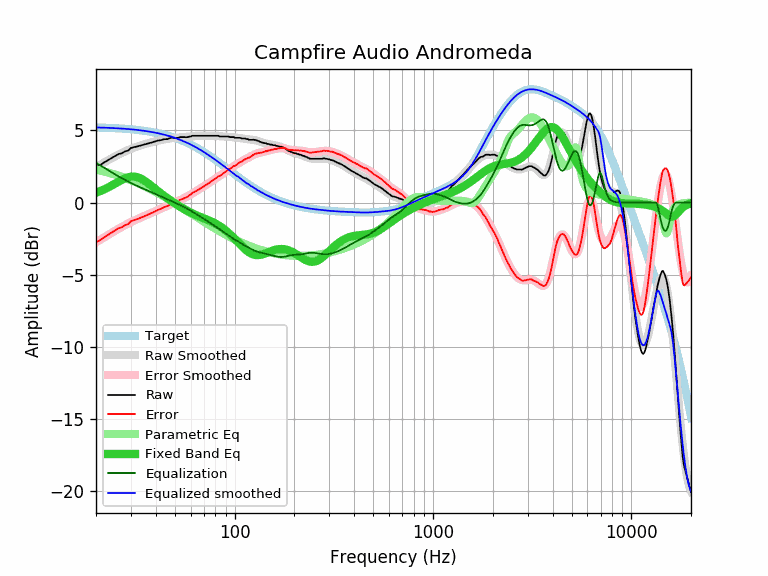 Campfire Audio Andromeda
Amplitude (dBr)
5
0
−5
−10
−15
−20
Target
Raw Smoothed
Error Smoothed
Raw
Error
Parametric Eq
Fixed Band Eq
Equalization
Equalized smoothed
100
1000
10000
Frequency (Hz)